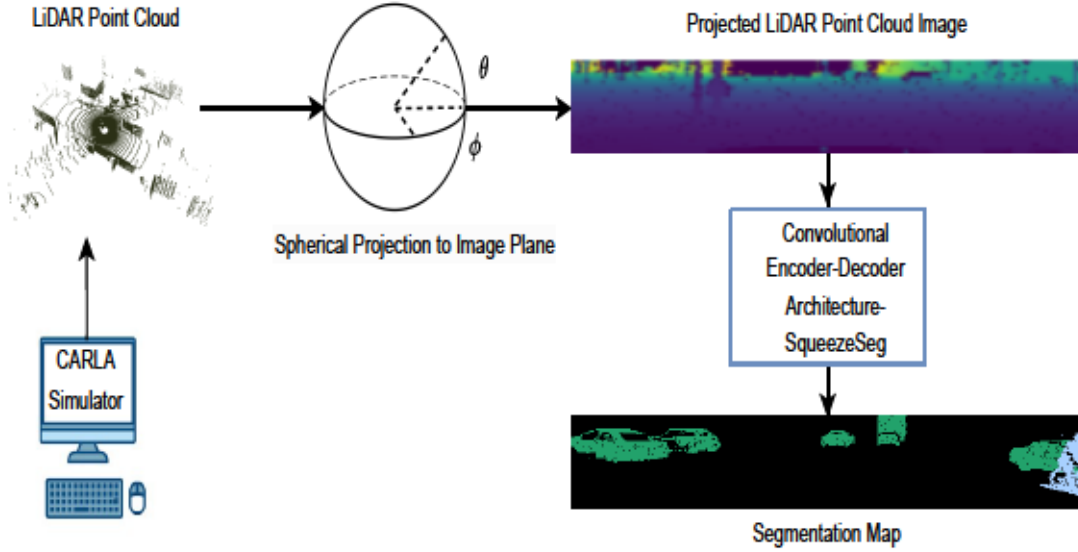 LiDAR Point Cloud
Projected LiDAR Point Cloud Image
θ
ϕ
Spherical Projection to Image Plane
Convolutional
Encoder-Decoder
Architecture-
SqueezeSeg
CARLA
Simulator
Segmentation Map